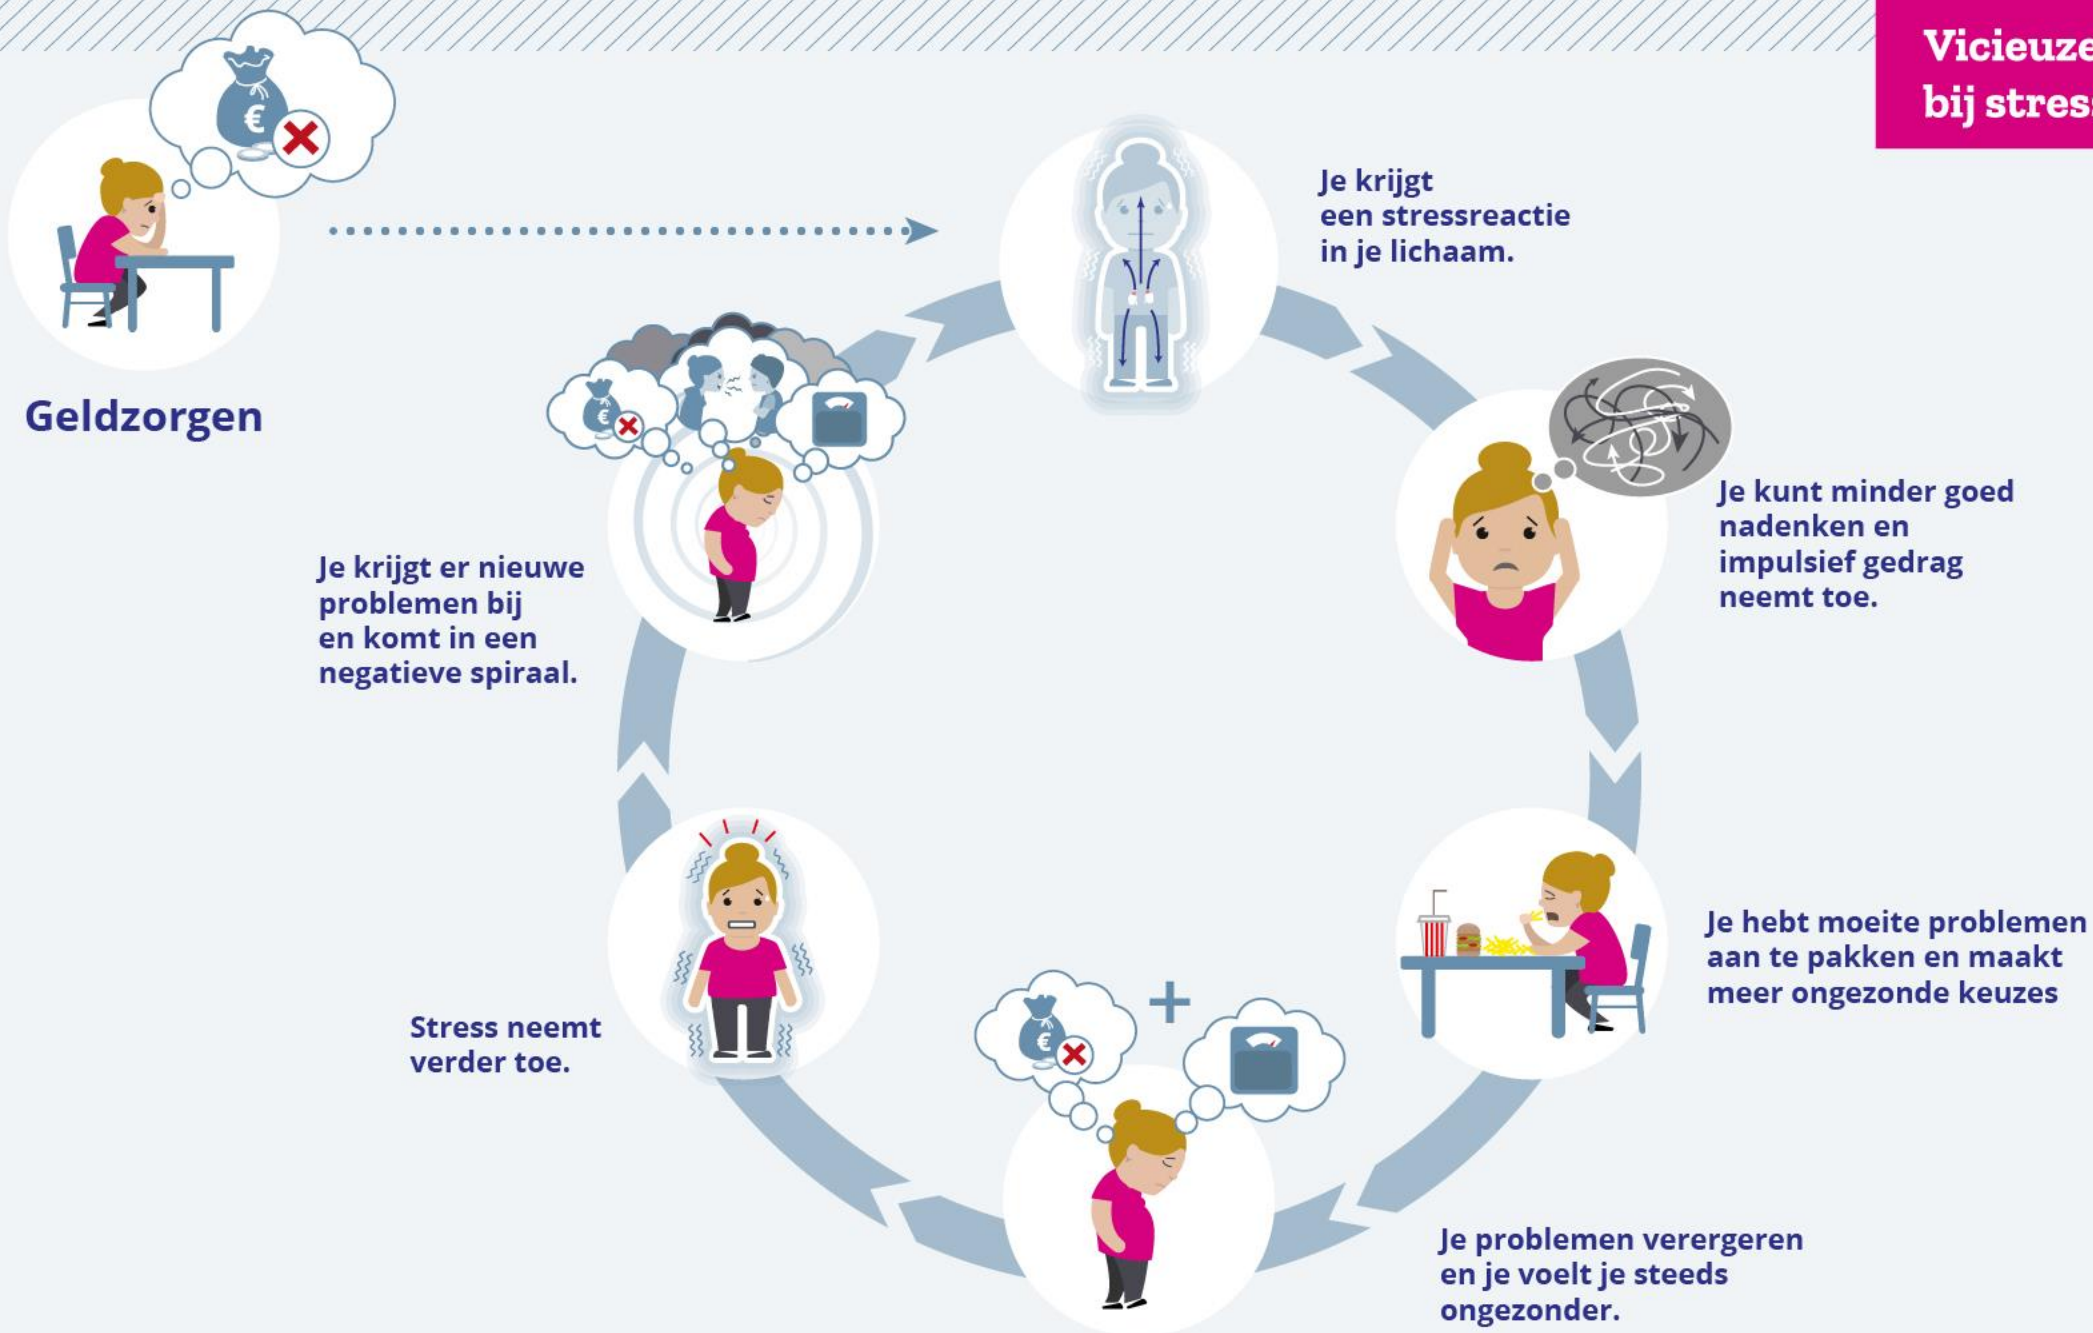 Vicieuze
bij stress
Geldzorgen
Je krijgt
een stressreactie
in je lichaam.
Je kunt minder goed
nadenken en
impulsief gedrag
neemt toe.
Je hebt moeite problemen
aan te pakken en maakt
meer ongezonde keuzes
Je problemen verergeren
en je voelt je steeds
ongezonder.
Stress neemt
verder toe.
Je krijgt er nieuwe
problemen bij
en komt in een
negatieve spiraal.